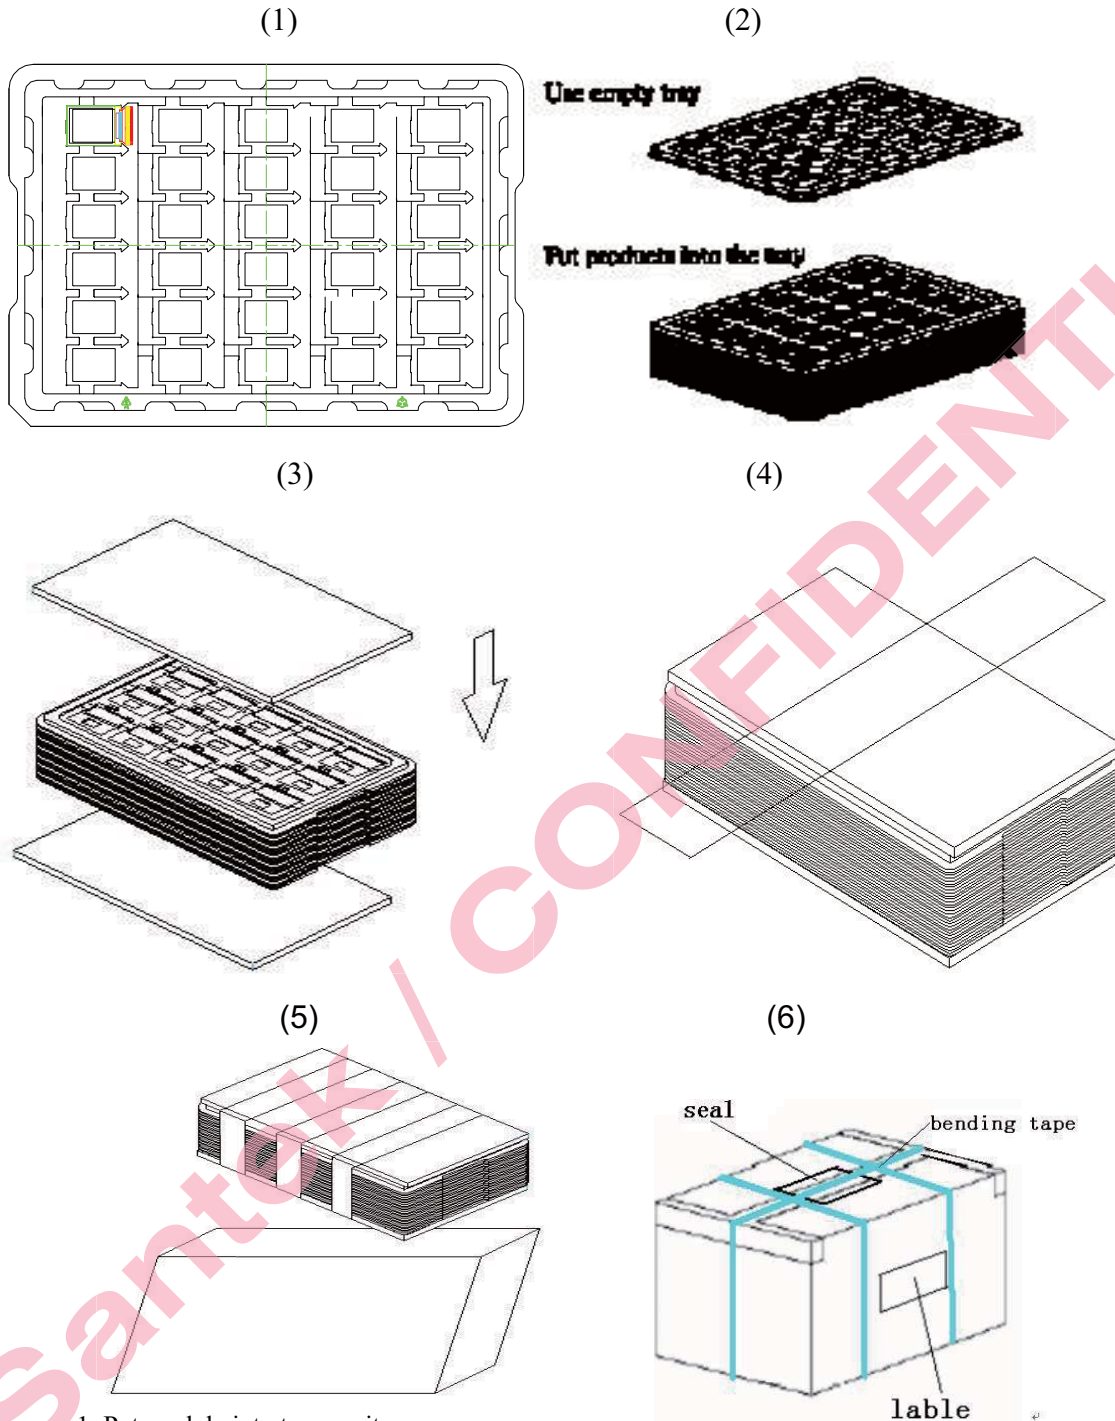 (1)
(2)
Use empty tray
Put products into the tray
(3)
(4)
(5)
(6)
seal
bending tape
lable
Santek / CONFIDENTI